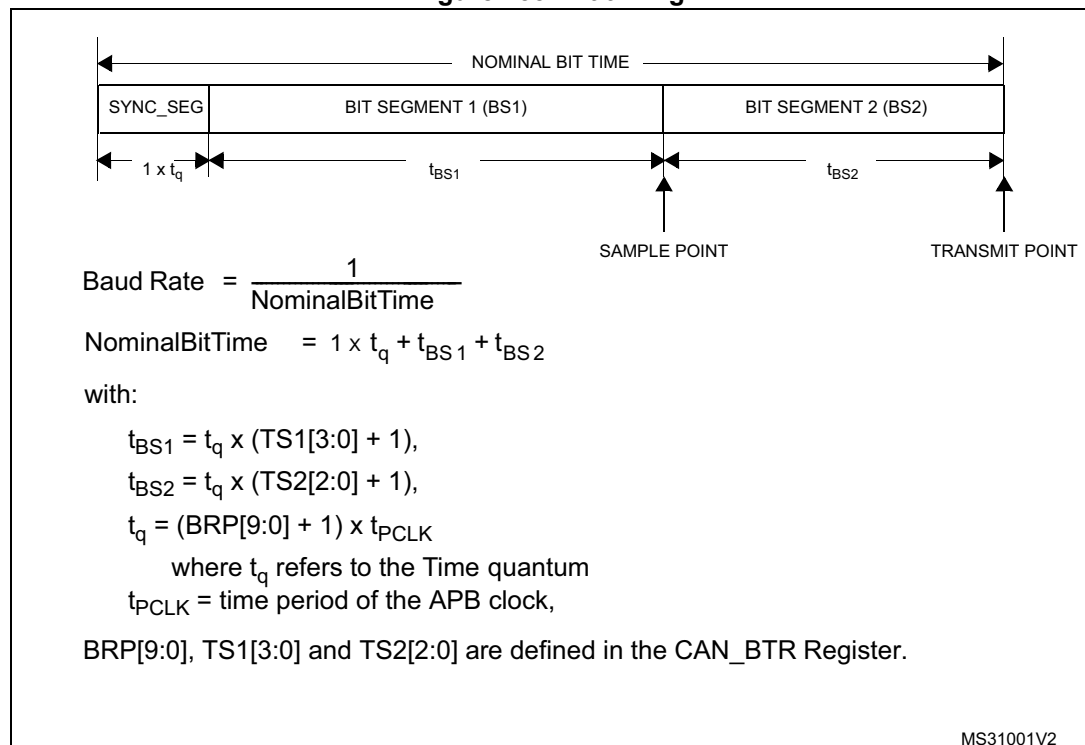 NOMINAL BIT TIME
SYNC_SEG BIT SEGMENT 1 (BS1) BIT SEGMENT 2 (BS2)
1 x tq tBS1 tBS2
SAMPLE POINT TRANSMIT POINT
Baud Rate = 1
NominalBitTime
NominalBitTime = 1 × tq + tBS1 + tBS2
with:
tBS1 = tq x (TS1[3:0] + 1),
tBS2 = tq x (TS2[2:0] + 1),
tq = (BRP[9:0] + 1) x tPCLK
where tq refers to the Time quantum
tPCLK = time period of the APB clock,
BRP[9:0], TS1[3:0] and TS2[2:0] are defined in the CAN_BTR Register.
MS31001V2